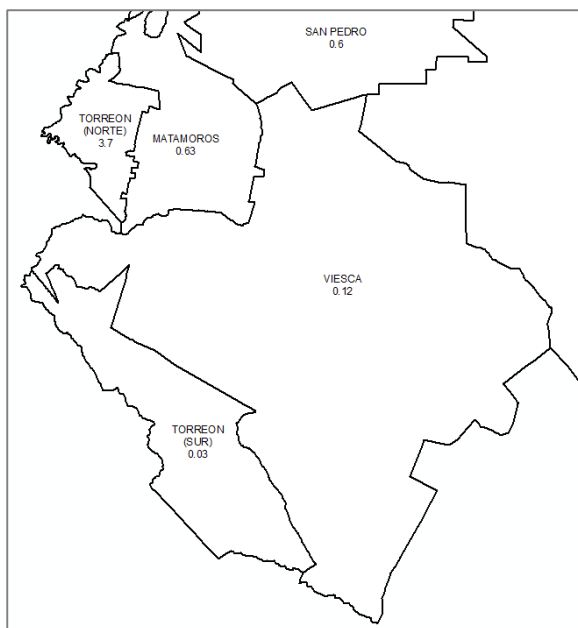 SAN PEDRO
0.6
TORREON
(NORTE)
3.7
MATAMOROS
0.63
VIESCA
0.12
TORREON
(SUR)
0.03